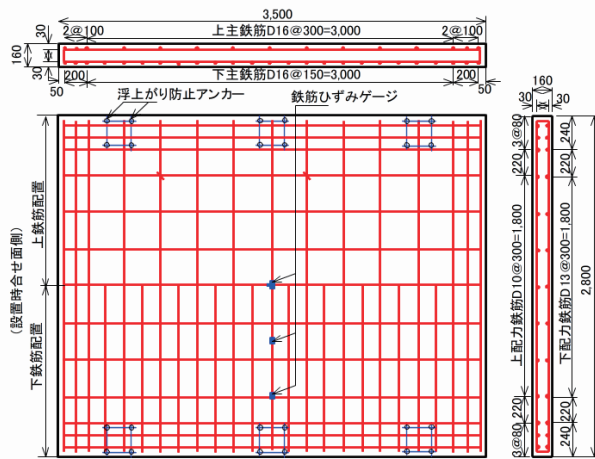 3,500
2@100
上主鉄筋D16@300=3,000
2@100
30
160
30
200
下主鉄筋D16@150=3,000
200
50
50
浮上がり防止アンカー
鉄筋ひずみゲージ
160
30
30
上鉄筋配置
(設置時合せ面側)
下鉄筋配置
3@80
220
上配力鉄筋D10@300=1,800
220
3@80
240
220
下配力鉄筋D13@300=1,800
220
240
2,800